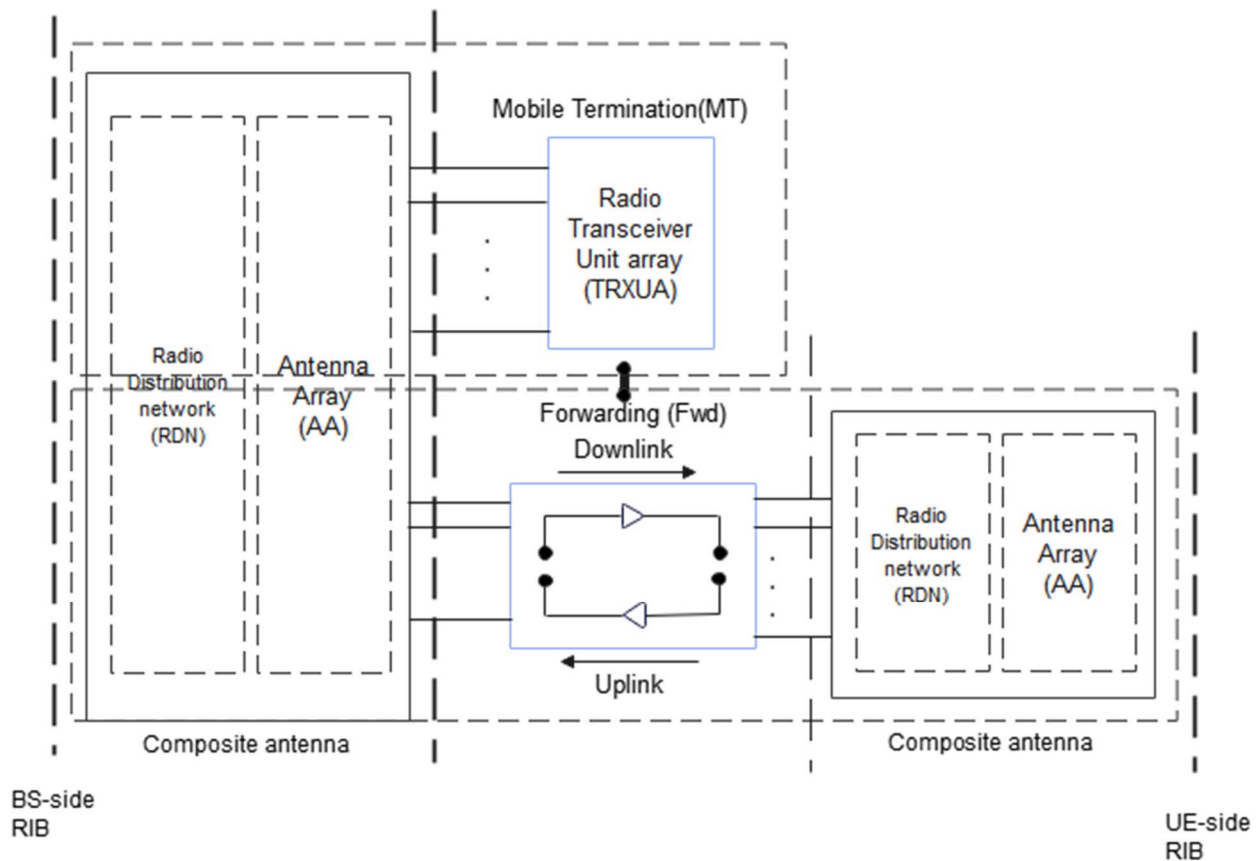 Mobile Termination(MT)
Radio
Transceiver
Unit array
(TRXUA)
Radio
Distribution
network
(RDN)
Antenna
Array
(AA)
Forwarding (Fwd)
Downlink
Uplink
Radio
Distribution
network
(RDN)
Antenna
Array
(AA)
Composite antenna
Composite antenna
BS-side
RIB
UE-side
RIB